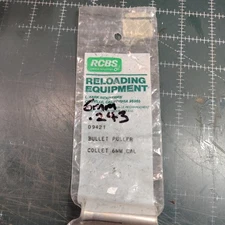 RCBS
RELOADING
EQUIPMENT
6mm
.243
09421
BULLET PULLER
COLLET 6MM CAL